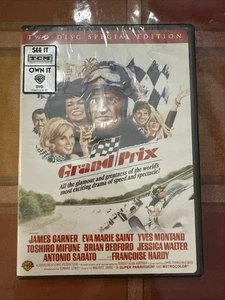 TWO-DISC SPECIAL EDITION
SEE IT
TCM
OWN IT
DVD
Grand Prix
All the glamour and greatness of the world's
most exciting drama of speed and spectacle!
JAMES GARNER EVA MARIE SAINT YVES MONTAND
TOSHIRO MIFUNE BRIAN BEDFORD JESSICA WALTER
ANTONIO SABATO FRANÇOISE HARDY